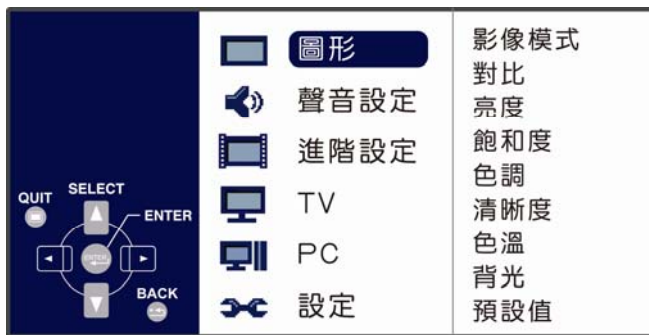 QUIT
SELECT
ENTER
ENTER
BACK
圖形
聲音設定
進階設定
TV
PC
設定
影像模式
對比
亮度
飽和度
色調
清晰度
色溫
背光
預設值